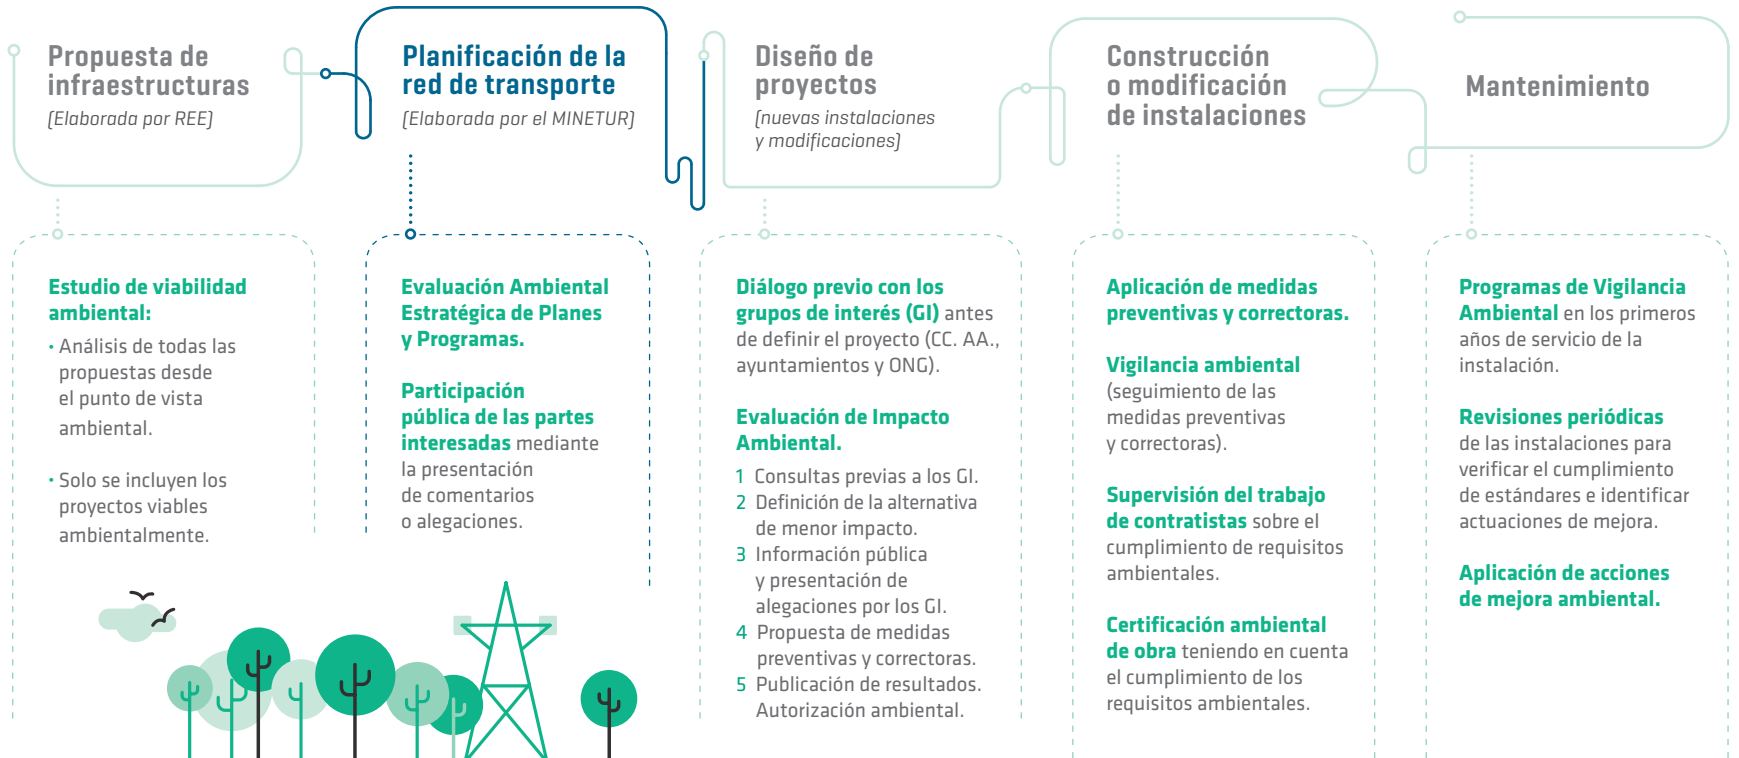 Propuesta de
infraestructuras
(Elaborada por REE)
Planificación de la
red de transporte
(Elaborada por el MINETUR)
Diseño de
proyectos
(nuevas instalaciones
y modificaciones)
Construcción
o modificación
de instalaciones
Mantenimiento
Estudio de viabilidad
ambiental:
• Análisis de todas las
propuestas desde
el punto de vista
ambiental.
• Solo se incluyen los
proyectos viables
ambientalmente.
Evaluación Ambiental
Estratégica de Planes
y Programas.
Participación
pública de las partes
interesadas mediante
la presentación
de comentarios
o alegaciones.
Diálogo previo con los
grupos de interés (GI) antes
de definir el proyecto (CC. AA.,
ayuntamientos y ONG).
Evaluación de Impacto
Ambiental.
1 Consultas previas a los GI.
2 Definición de la alternativa
de menor impacto.
3 Información pública
y presentación de
alegaciones por los GI.
4 Propuesta de medidas
preventivas y correctoras.
5 Publicación de resultados.
Autorización ambiental.
Aplicación de medidas
preventivas y correctoras.
Vigilancia ambiental
(seguimiento de las
medidas preventivas
y correctoras).
Supervisión del trabajo
de contratistas sobre el
cumplimiento de requisitos
ambientales.
Certificación ambiental
de obra teniendo en cuenta
el cumplimiento de los
requisitos ambientales.
Programas de Vigilancia
Ambiental en los primeros
años de servicio de la
instalación.
Revisiones periódicas
de las instalaciones para
verificar el cumplimiento
de estándares e identificar
actuaciones de mejora.
Aplicación de acciones
de mejora ambiental.